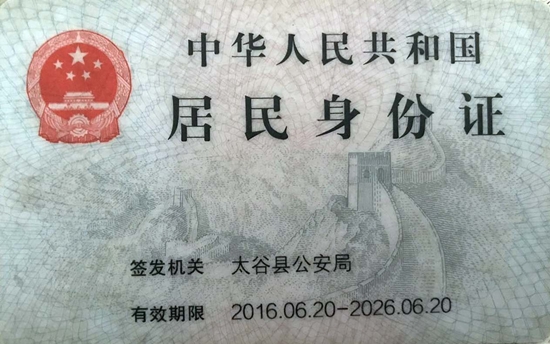 中华人民共和国
居民身份证
签发机关 太谷县公安局
有效期限 2016.06.20-2026.06.20